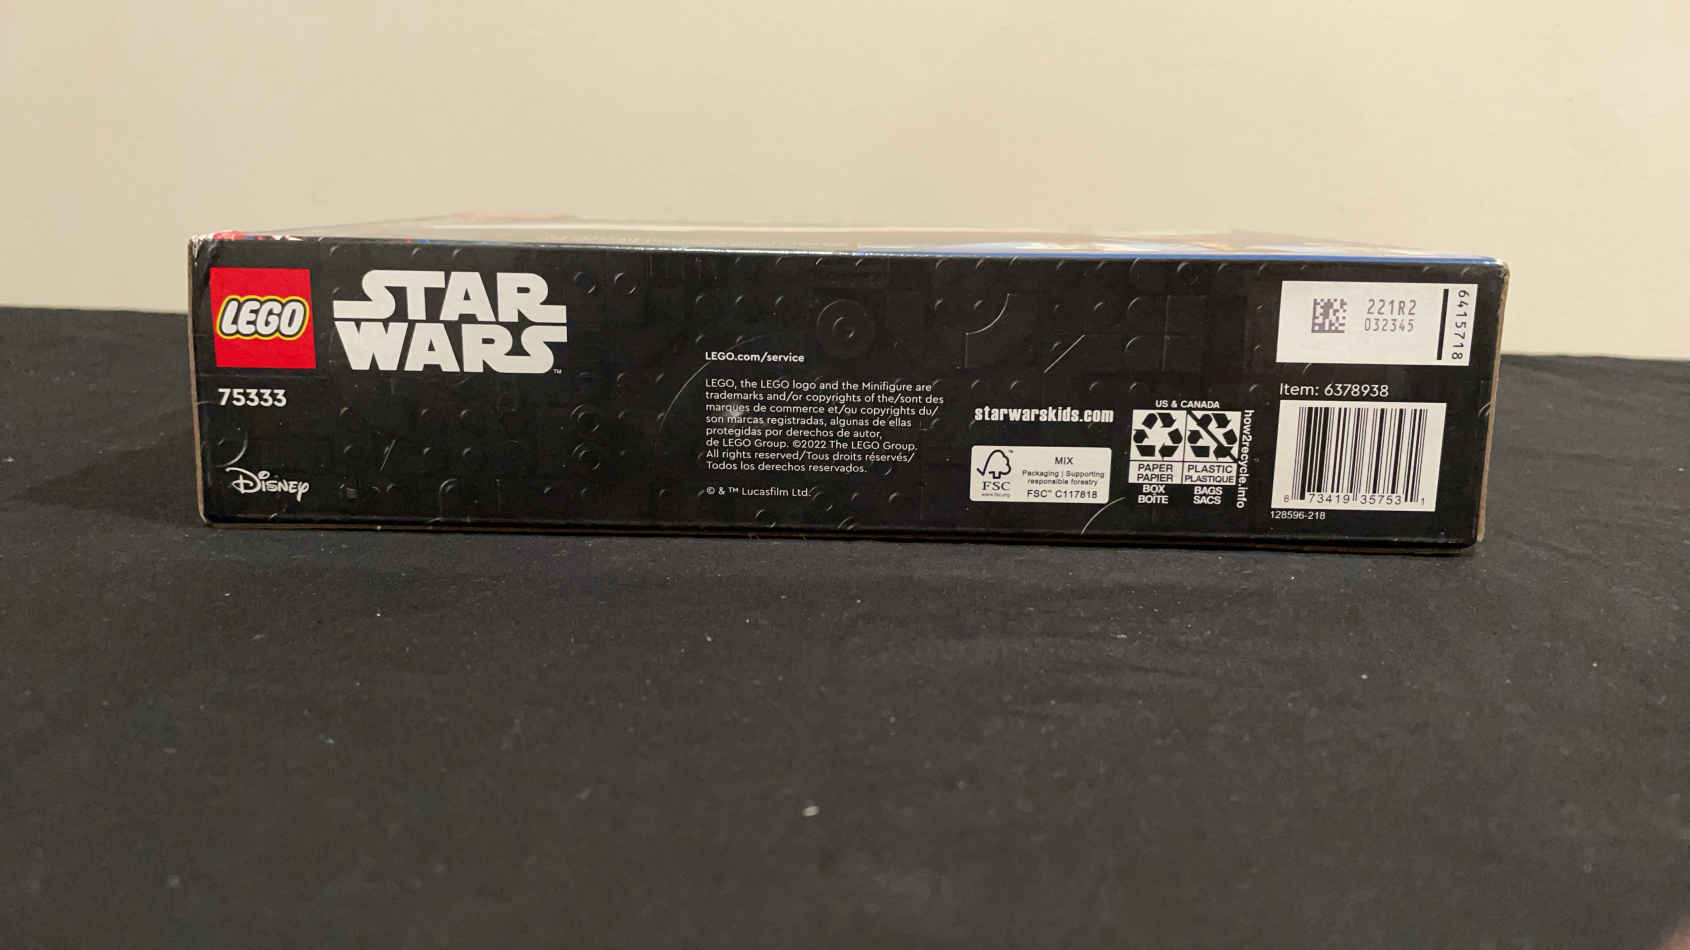 LEGO
STAR
WARS
™
75333
Disney
LEGO.com/service
LEGO, the LEGO logo and the Minifigure are
trademarks and/or copyrights of the/sont des
marques de commerce et/ou copyrights du/
son marcas registradas, algunas de ellas
protegidas por derechos de autor,
de LEGO Group. ©2022 The LEGO Group.
All rights reserved/Tous droits réservés/
Todos los derechos reservados.
© & ™ Lucasfilm Ltd.
starwarskids.com
FSC
www.fsc.org
MIX
Packaging | Supporting
responsible forestry
FSC™ C117818
US & CANADA
PAPER
PAPIER
BOX
BOÎTE
PLASTIC
PLASTIQUE
BAGS
SACS
how2recycle.info
221R2
032345
6415718
Item: 6378938
6 73419 35753 1
128596-218